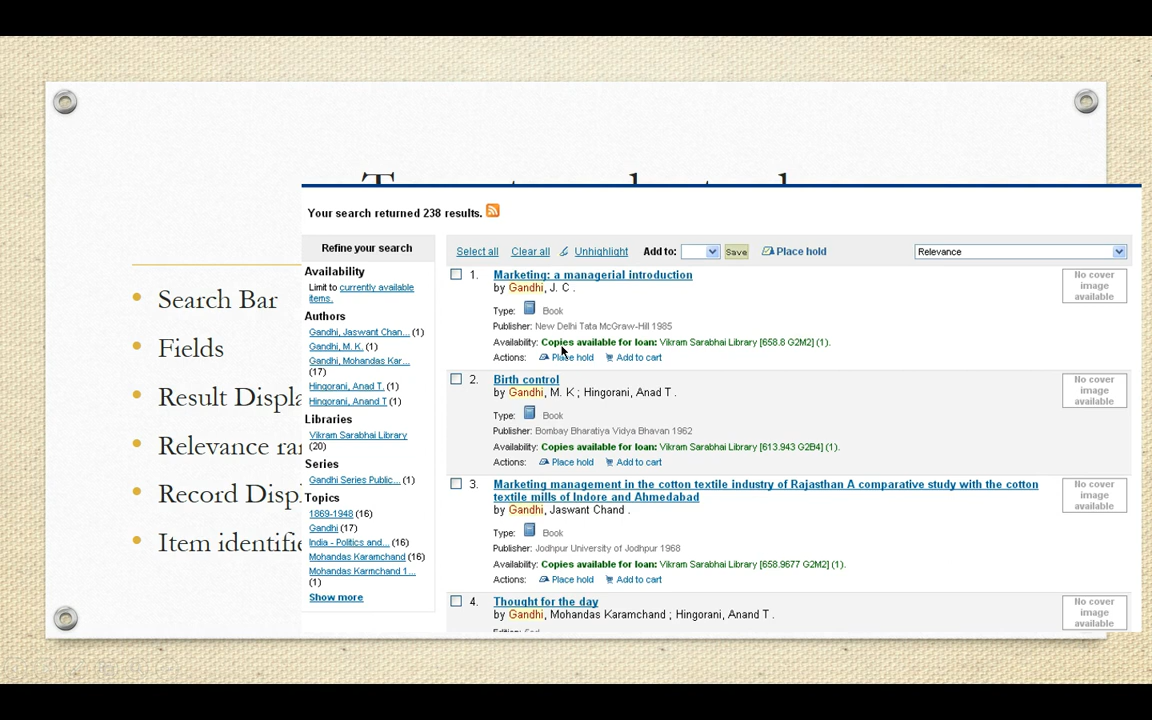 Search Bar
Fields
Result Displa
Relevance ra
Record Disp
Item identifie
Your search returned 238 results.
Refine your search
Availability
Limit to currently available
items.
Authors
Gandhi, Jaswant Chan... (1)
Gandhi, M. K. (1)
Gandhi, Mohandas Kar...
(17)
Hingorani, Anad T. (1)
Hingorani, Anand T (1)
Libraries
Vikram Sarabhai Library
(20)
Series
Gandhi Series Public... (1)
Topics
1869-1948 (16)
Gandhi (17)
India - Politics and... (16)
Mohandas Karamchand (16)
Mohandas Karmchand 1...
(1)
Show more
Select all Clear all Unhighlight Add to: Save Place hold Relevance
1. Marketing: a managerial introduction
by Gandhi, J. C .
Type: Book
Publisher: New Delhi Tata McGraw-Hill 1985
Availability: Copies available for loan: Vikram Sarabhai Library [658.8 G2M2] (1).
Actions: Place hold Add to cart
No cover
image
available
2. Birth control
by Gandhi, M. K ; Hingorani, Anad T .
Type: Book
Publisher: Bombay Bharatiya Vidya Bhavan 1962
Availability: Copies available for loan: Vikram Sarabhai Library [613.943 G2B4] (1).
Actions: Place hold Add to cart
No cover
image
available
3. Marketing management in the cotton textile industry of Rajasthan A comparative study with the cotton
textile mills of Indore and Ahmedabad
by Gandhi, Jaswant Chand .
Type: Book
Publisher: Jodhpur University of Jodhpur 1968
Availability: Copies available for loan: Vikram Sarabhai Library [658.9677 G2M2] (1).
Actions: Place hold Add to cart
No cover
image
available
4. Thought for the day
by Gandhi, Mohandas Karamchand ; Hingorani, Anand T .
No cover
image
available